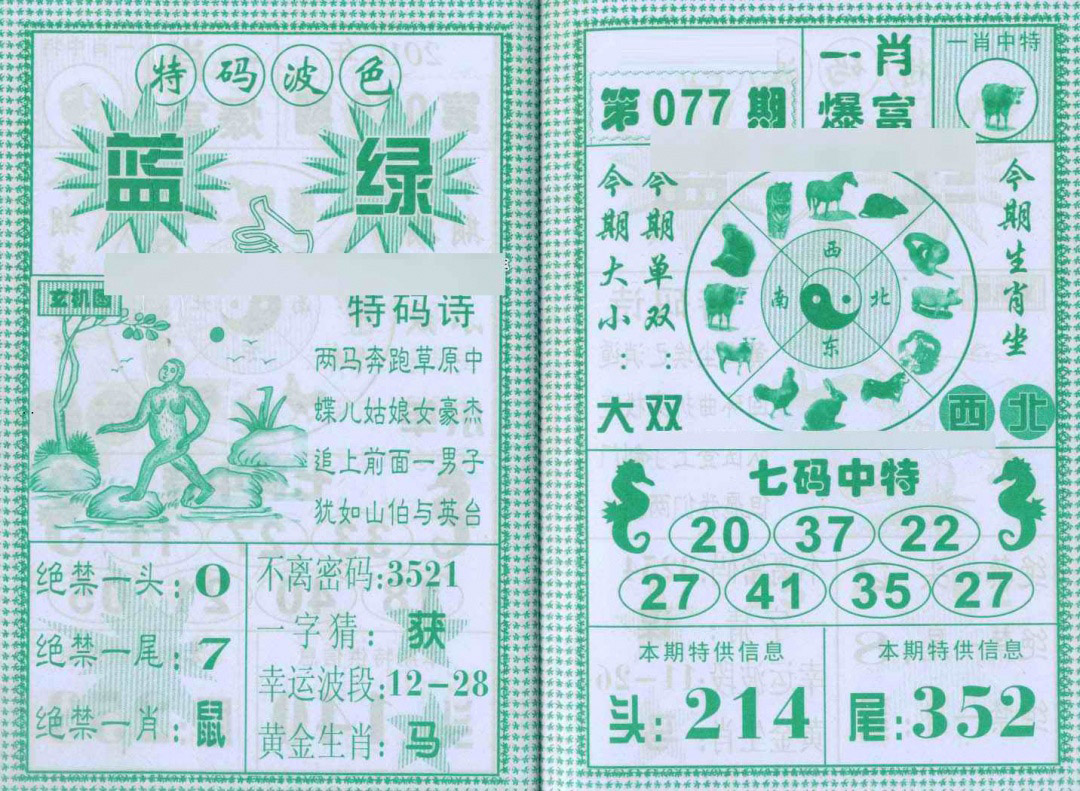 特码波色
蓝 绿
玄机图
特码诗
两马奔跑草原中
蝶儿姑娘女豪杰
追上前面一男子
犹如山伯与英台
绝禁一头:0
绝禁一尾:7
绝禁一肖:鼠
不离密码:3521
一字猜:获
幸运波段:12-28
黄金生肖:马
第077期
一肖
爆富
一肖中特
今期大小:大
今期单双:双
西
南 北
东
今期生肖坐
西北
七码中特
20 37 22
27 41 35 27
本期特供信息
头:214
本期特供信息
尾:352